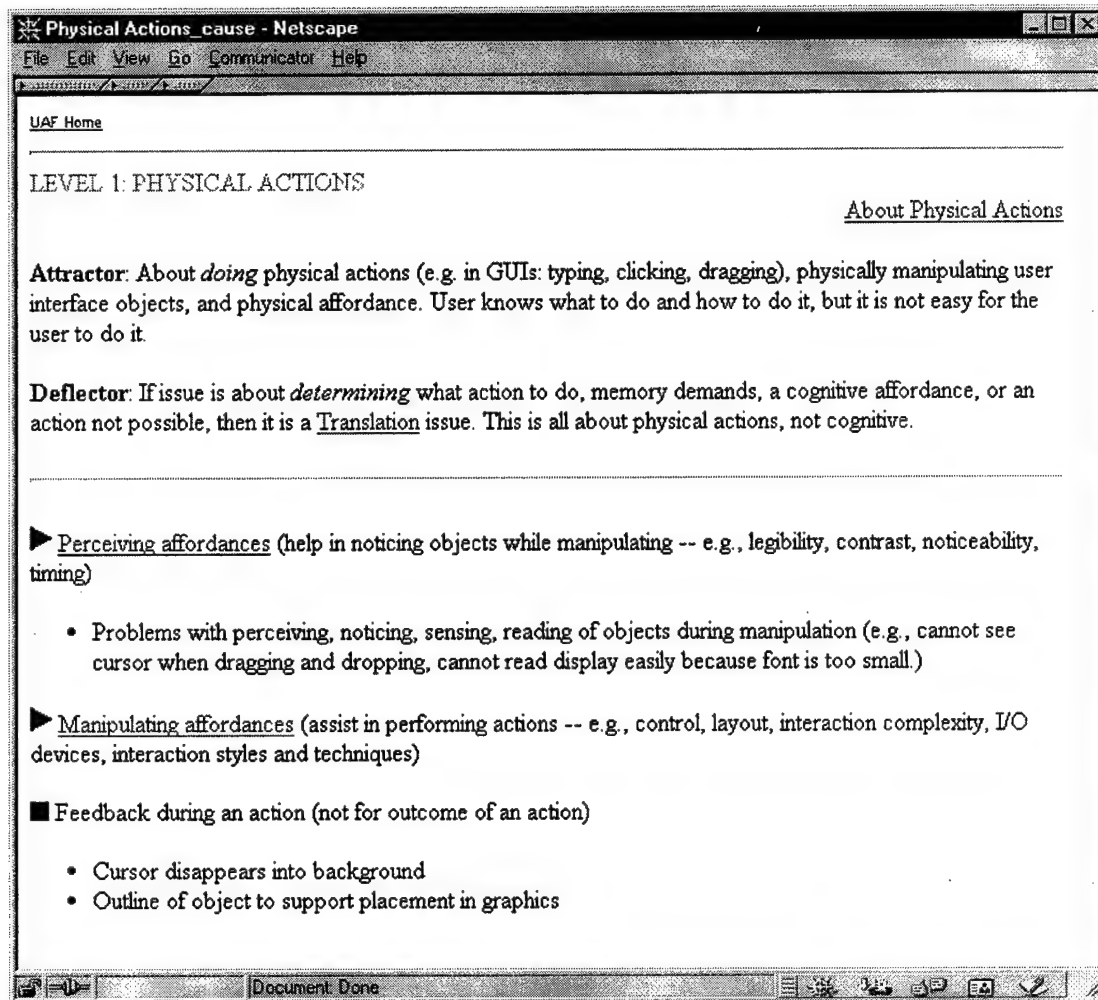 Physical Actions_cause - Netscape
File Edit View Go Communicator Help
UAF Home
LEVEL 1: PHYSICAL ACTIONS
About Physical Actions
Attractor: About doing physical actions (e.g. in GUIs: typing, clicking, dragging), physically manipulating user
interface objects, and physical affordance. User knows what to do and how to do it, but it is not easy for the
user to do it.
Deflector: If issue is about determining what action to do, memory demands, a cognitive affordance, or an
action not possible, then it is a Translation issue. This is all about physical actions, not cognitive.
Perceiving affordances (help in noticing objects while manipulating -- e.g., legibility, contrast, noticeability,
timing)
• Problems with perceiving, noticing, sensing, reading of objects during manipulation (e.g., cannot see
cursor when dragging and dropping, cannot read display easily because font is too small.)
Manipulating affordances (assist in performing actions -- e.g., control, layout, interaction complexity, I/O
devices, interaction styles and techniques)
Feedback during an action (not for outcome of an action)
• Cursor disappears into background
• Outline of object to support placement in graphics
Document: Done